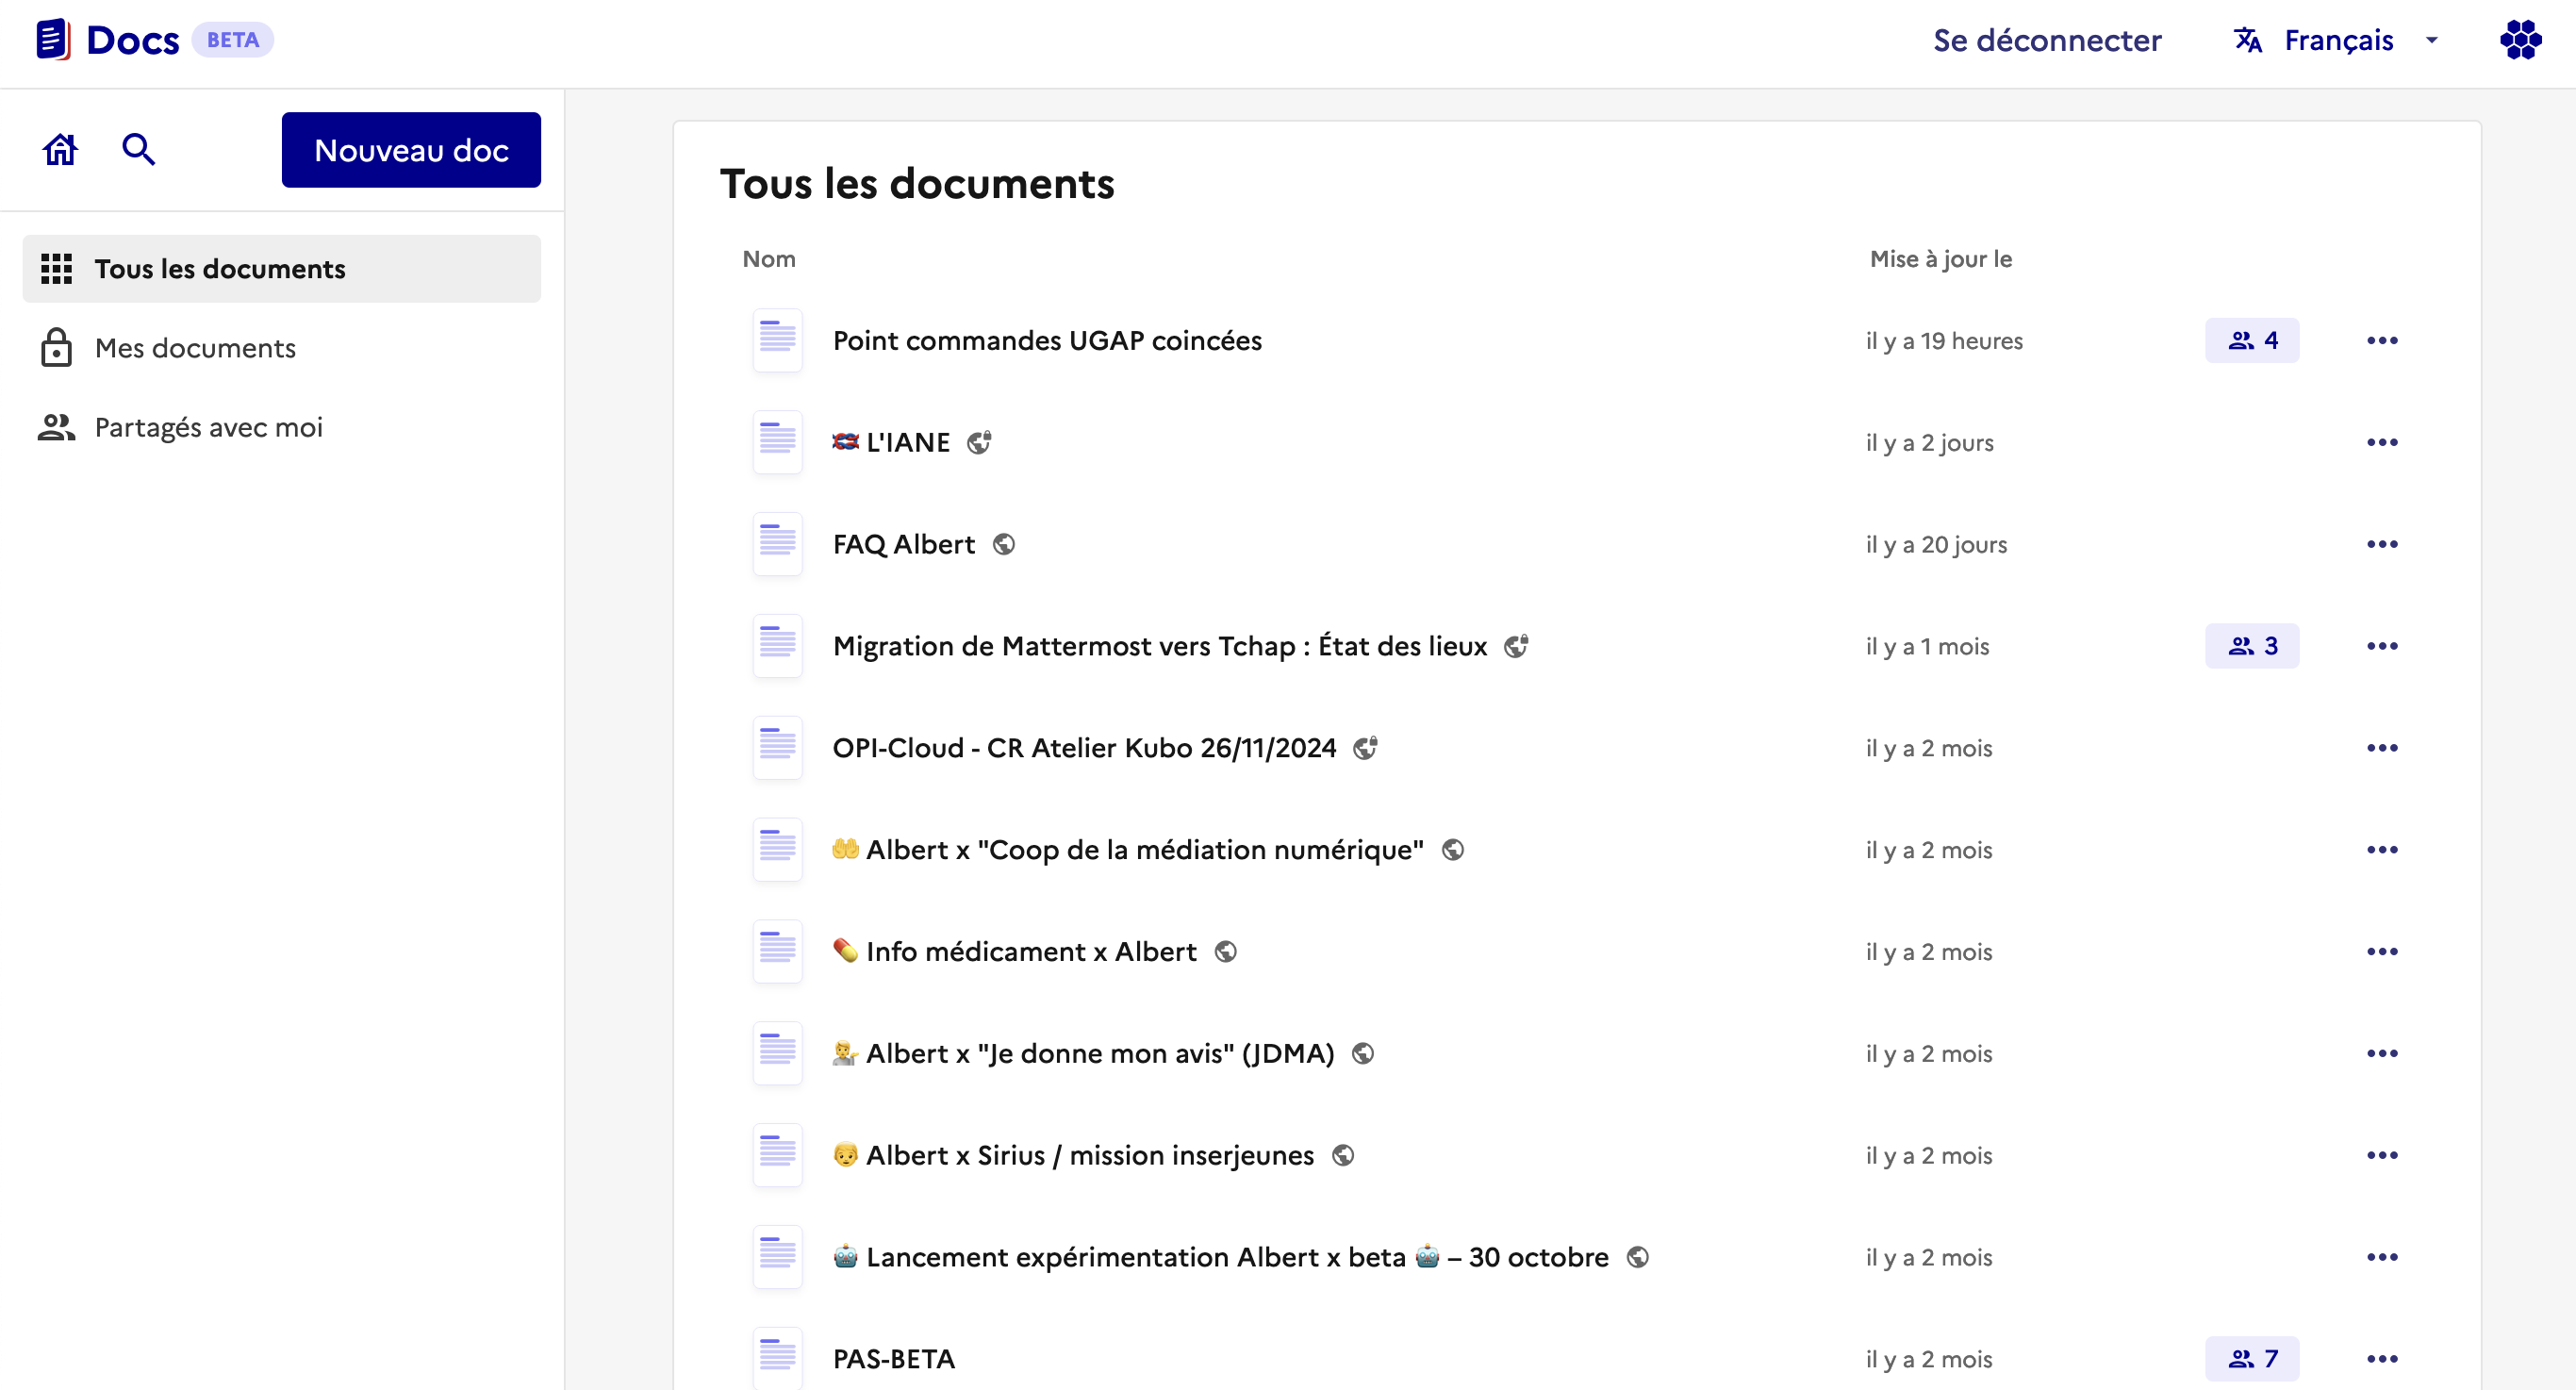 Docs BETA
Se déconnecter
Français
Nouveau doc
Tous les documents
Mes documents
Partagés avec moi
Tous les documents
Nom Mise à jour le
Point commandes UGAP coincées il y a 19 heures 4
🪢 L'IANE il y a 2 jours
FAQ Albert il y a 20 jours
Migration de Mattermost vers Tchap : État des lieux il y a 1 mois 3
OPI-Cloud - CR Atelier Kubo 26/11/2024 il y a 2 mois
🤲 Albert x "Coop de la médiation numérique" il y a 2 mois
💊 Info médicament x Albert il y a 2 mois
💁 Albert x "Je donne mon avis" (JDMA) il y a 2 mois
👨‍🦳 Albert x Sirius / mission inserjeunes il y a 2 mois
🤖 Lancement expérimentation Albert x beta 🤖 – 30 octobre il y a 2 mois
PAS-BETA il y a 2 mois 7